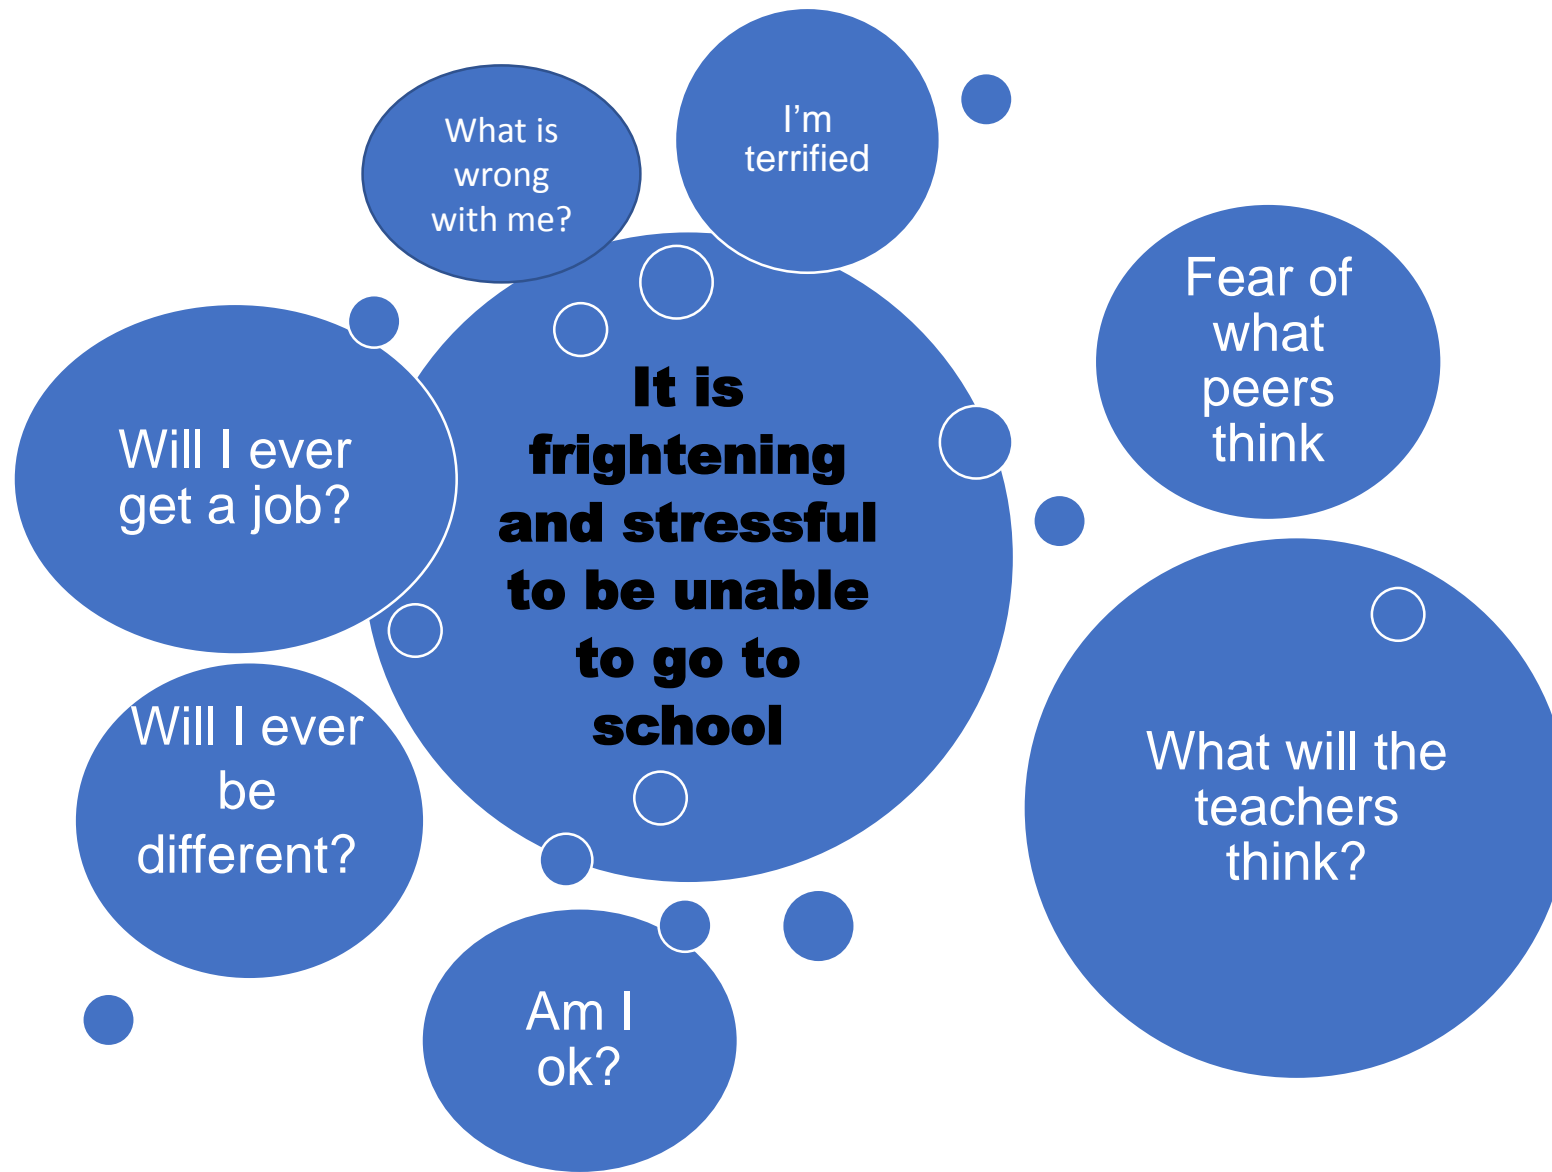 What is
wrong
with me?
I'm
terrified
Fear of
what
peers
think
It is
frightening
and stressful
to be unable
to go to
school
Will I ever
get a job?
Will I ever
be
different?
What will the
teachers
think?
Am I
ok?